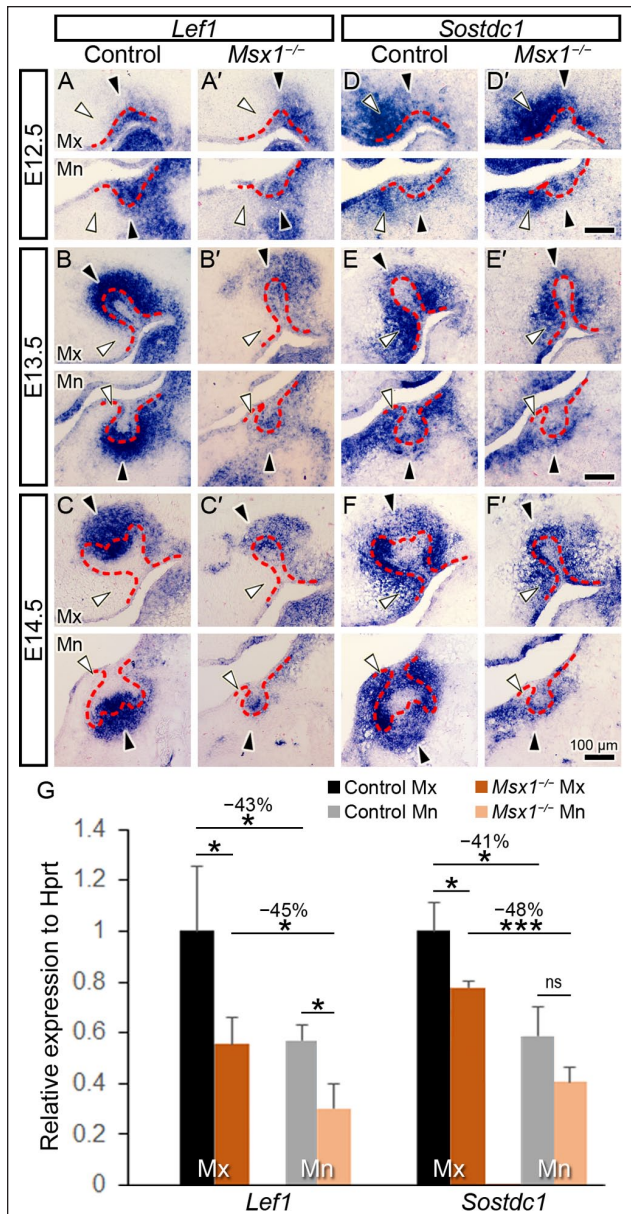 Lef1 Sostdc1
Control Msx1−/− Control Msx1−/−
E12.5
A A′ D D′
Mx
Mn
E13.5
B B′ E E′
Mx
Mn
E14.5
C C′ F F′
Mx
Mn
100 µm
G
Control Mx Msx1−/− Mx
Control Mn Msx1−/− Mn
Relative expression to Hprt
1.4
1.2
1
0.8
0.6
0.4
0.2
0
−43%
*
*
−45%
*
*
−41%
*
*
−48%
***
ns
Mx Mn Mx Mn
Lef1 Sostdc1